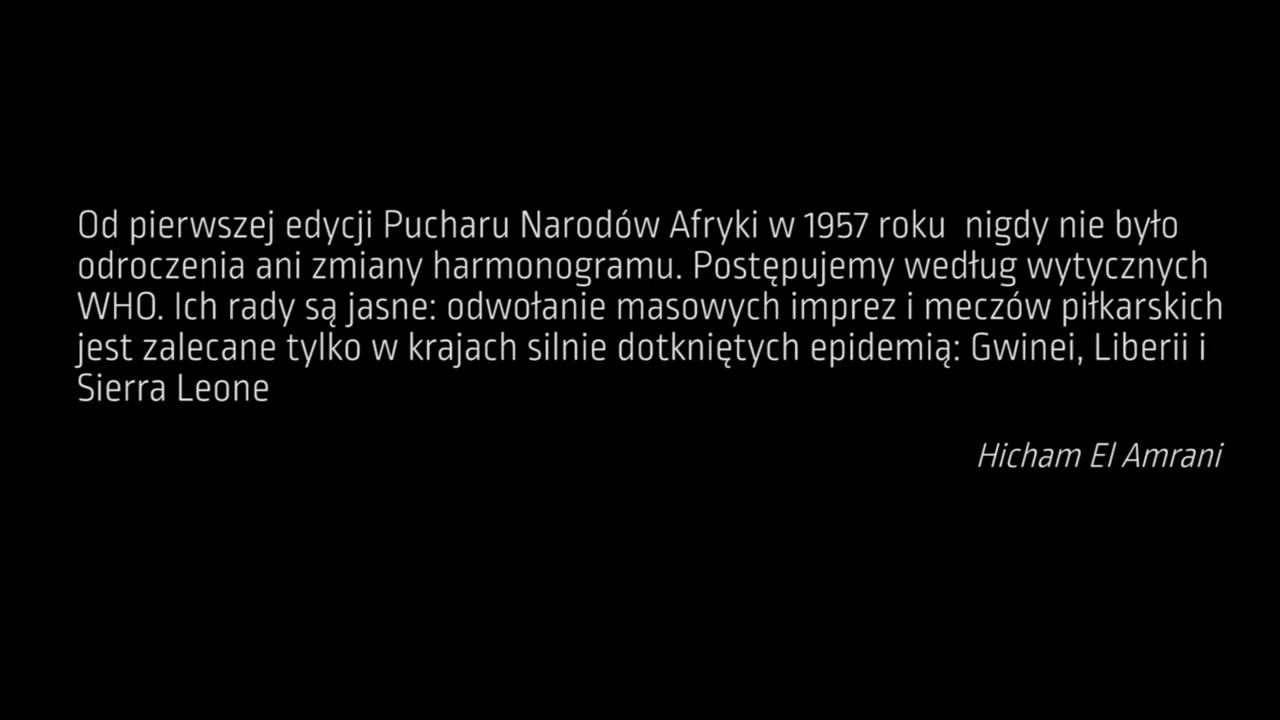 Od pierwszej edycji Pucharu Narodów Afryki w 1957 roku  nigdy nie było
odroczenia ani zmiany harmonogramu. Postępujemy według wytycznych
WHO. Ich rady są jasne: odwołanie masowych imprez i meczów piłkarskich
jest zalecane tylko w krajach silnie dotkniętych epidemią: Gwinei, Liberii i
Sierra Leone
Hicham El Amrani